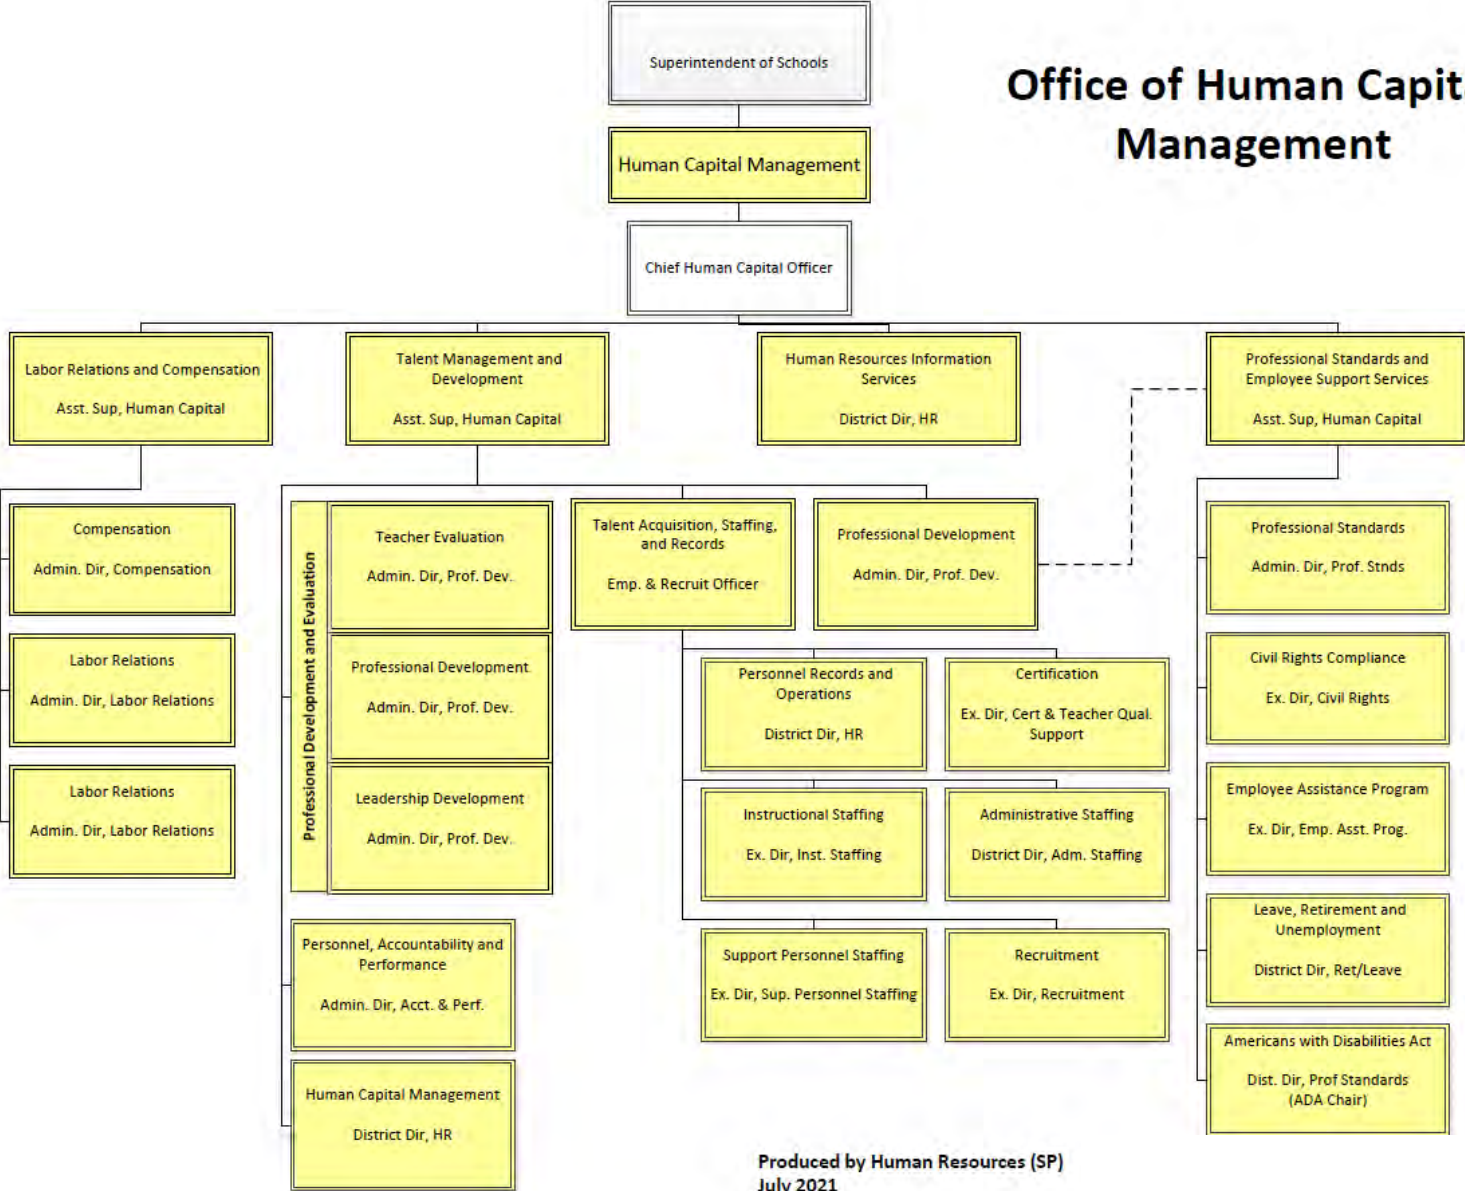 Superintendent of Schools
Office of Human Capit
Management
Human Capital Management
Chief Human Capital Officer
Labor Relations and Compensation
Asst. Sup, Human Capital
Talent Management and
Development
Asst. Sup, Human Capital
Human Resources Information
Services
District Dir, HR
Professional Standards and
Employee Support Services
Asst. Sup, Human Capital
Compensation
Admin. Dir, Compensation
Labor Relations
Admin. Dir, Labor Relations
Labor Relations
Admin. Dir, Labor Relations
Professional Development and Evaluation
Teacher Evaluation
Admin. Dir, Prof. Dev.
Professional Development
Admin. Dir, Prof. Dev.
Leadership Development
Admin. Dir, Prof. Dev.
Personnel, Accountability and
Performance
Admin. Dir, Acct. & Perf.
Human Capital Management
District Dir, HR
Talent Acquisition, Staffing,
and Records
Emp. & Recruit Officer
Professional Development
Admin. Dir, Prof. Dev.
Personnel Records and
Operations
District Dir, HR
Certification
Ex. Dir, Cert & Teacher Qual.
Support
Instructional Staffing
Ex. Dir, Inst. Staffing
Administrative Staffing
District Dir, Adm. Staffing
Support Personnel Staffing
Ex. Dir, Sup. Personnel Staffing
Recruitment
Ex. Dir, Recruitment
Professional Standards
Admin. Dir, Prof. Stnds
Civil Rights Compliance
Ex. Dir, Civil Rights
Employee Assistance Program
Ex. Dir, Emp. Asst. Prog.
Leave, Retirement and
Unemployment
District Dir, Ret/Leave
Americans with Disabilities Act
Dist. Dir, Prof Standards
(ADA Chair)
Produced by Human Resources (SP)
July 2021